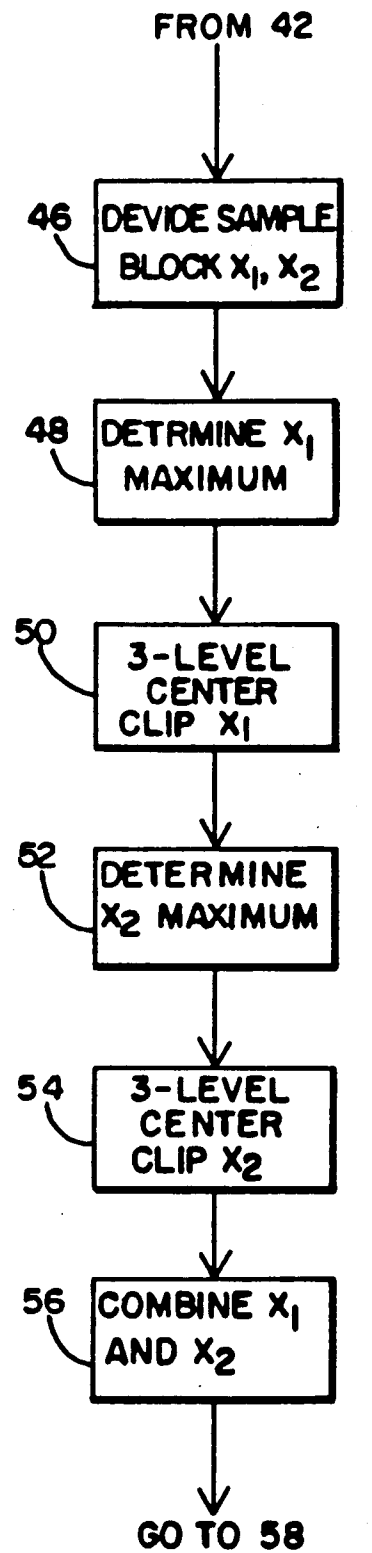 FROM 42
46
DEVIDE SAMPLE
BLOCK X₁, X₂
48
DETRMINE X₁
MAXIMUM
50
3-LEVEL
CENTER
CLIP X₁
52
DETERMINE
X₂ MAXIMUM
54
3-LEVEL
CENTER
CLIP X₂
56
COMBINE X₁
AND X₂
GO TO 58